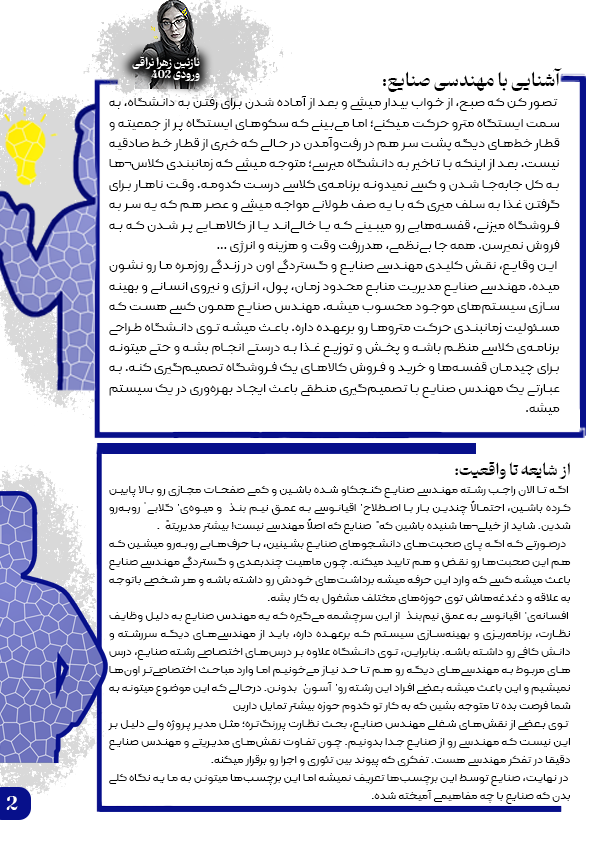 نازنین زهرا نراقی
ورودی 402
آشنایی با مهندسی صنایع:
تصور کن که صبح، از خواب بیدار میشی و بعد از آماده شدن برای رفتن به دانشگاه، به
سمت ایستگاه مترو حرکت میکنی؛ اما می‌بینی که سکوهای ایستگاه پر از جمعیته و
قطار خط‌های دیگه پشت سر هم در رفت‌وآمدن در حالی که خبری از قطار خط صادقیه
نیست. بعد از اینکه با تاخیر به دانشگاه میرسی؛ متوجه میشی که زمانبندی کلاس¬ها
به کل جابه‌جا شدن و کسی نمیدونه برنامه‌ی کلاسی درست کدومه. وقت ناهار برای
گرفتن غذا به سلف میری که با یه صف طولانی مواجه میشی و عصر هم که یه سر به
فروشگاه میزنی، قفسه‌هایی رو میبینی که یا خالی‌اند یا از کالاهایی پر شدن که به
فروش نمیرسن. همه جا بی‌نظمی، هدررفت وقت و هزینه و انرژی ...
این وقایع، نقش کلیدی مهندسی صنایع و گستردگی اون در زندگی روزمره ما رو نشون
میده. مهندسی صنایع مدیریت منابع محدود زمان، پول، انرژی و نیروی انسانی و بهینه
سازی سیستم‌های موجود محسوب میشه. مهندس صنایع همون کسی هست که
مسئولیت زمانبندی حرکت متروها رو برعهده داره. باعث میشه توی دانشگاه طراحی
برنامه‌ی کلاسی منظم باشه و پخش و توزیع غذا به درستی انجام بشه و حتی میتونه
برای چیدمان قفسه‌ها و خرید و فروش کالاهای یک فروشگاه تصمیم‌گیری کنه. به
عبارتی یک مهندس صنایع با تصمیم‌گیری منطقی باعث ایجاد بهره‌وری در یک سیستم
میشه.
از شایعه تا واقعیت:
اگه تا الان راجب رشته مهندسی صنایع کنجکاو شده باشین و کمی صفحات مجازی رو بالا پایین
کرده باشین، احتمالاً چندین بار با اصطلاح" اقیانوسی به عمق نیم بند" و میوه‌ی" گلابی" روبه‌رو
شدین. شاید از خیلی¬ها شنیده باشین که" صنایع که اصلاً مهندسی نیست! بیشتر مدیریته" .
درصورتی که اگه پای صحبت‌های دانشجوهای صنایع بشینین، با حرف‌هایی روبه‌رو میشین که
هم این صحبت‌ها رو نقض و هم تایید میکنه. چون ماهیت چندبعدی و گستردگی مهندسی صنایع
باعث میشه کسی که وارد این حرفه میشه برداشت‌های خودش رو داشته باشه و هر شخصی باتوجه
به علاقه و دغدغه‌هاش توی حوزه‌های مختلف مشغول به کار بشه.
افسانه‌ی" اقیانوسی به عمق نیم‌بند" از این سرچشمه می‌گیره که یه مهندس صنایع به دلیل وظایف
نظارت، برنامه‌ریزی و بهینه‌سازی سیستم که برعهده داره، باید از مهندسی‌های دیگه سررشته و
دانش کافی رو داشته باشه. بنابراین، توی دانشگاه علاوه بر درس‌های اختصاصی رشته صنایع، درس
های مربوط به مهندسی‌های دیگه رو هم تا حد نیاز می‌خونیم اما وارد مباحث اختصاصی‌تر اون‌ها
نمیشیم و این باعث میشه بعضی افراد این رشته رو" آسون" بدونن. درحالی که این موضوع میتونه به
شما فرصت بده تا متوجه بشین که به کار تو کدوم حوزه بیشتر تمایل دارین
توی بعضی از نقش‌های شغلی مهندس صنایع، بحث نظارت پررنگ‌تره؛ مثل مدیر پروژه ولی دلیل بر
این نیست که مهندسی رو از صنایع جدا بدونیم. چون تفاوت نقش‌های مدیریتی و مهندس صنایع
دقیقا در تفکر مهندسی هست. تفکری که پیوند بین تئوری و اجرا رو برقرار میکنه.
در نهایت، صنایع توسط این برچسب‌ها تعریف نمیشه اما این برچسب‌ها میتونن به ما یه نگاه کلی
بدن که صنایع با چه مفاهیمی آمیخته شده.
2